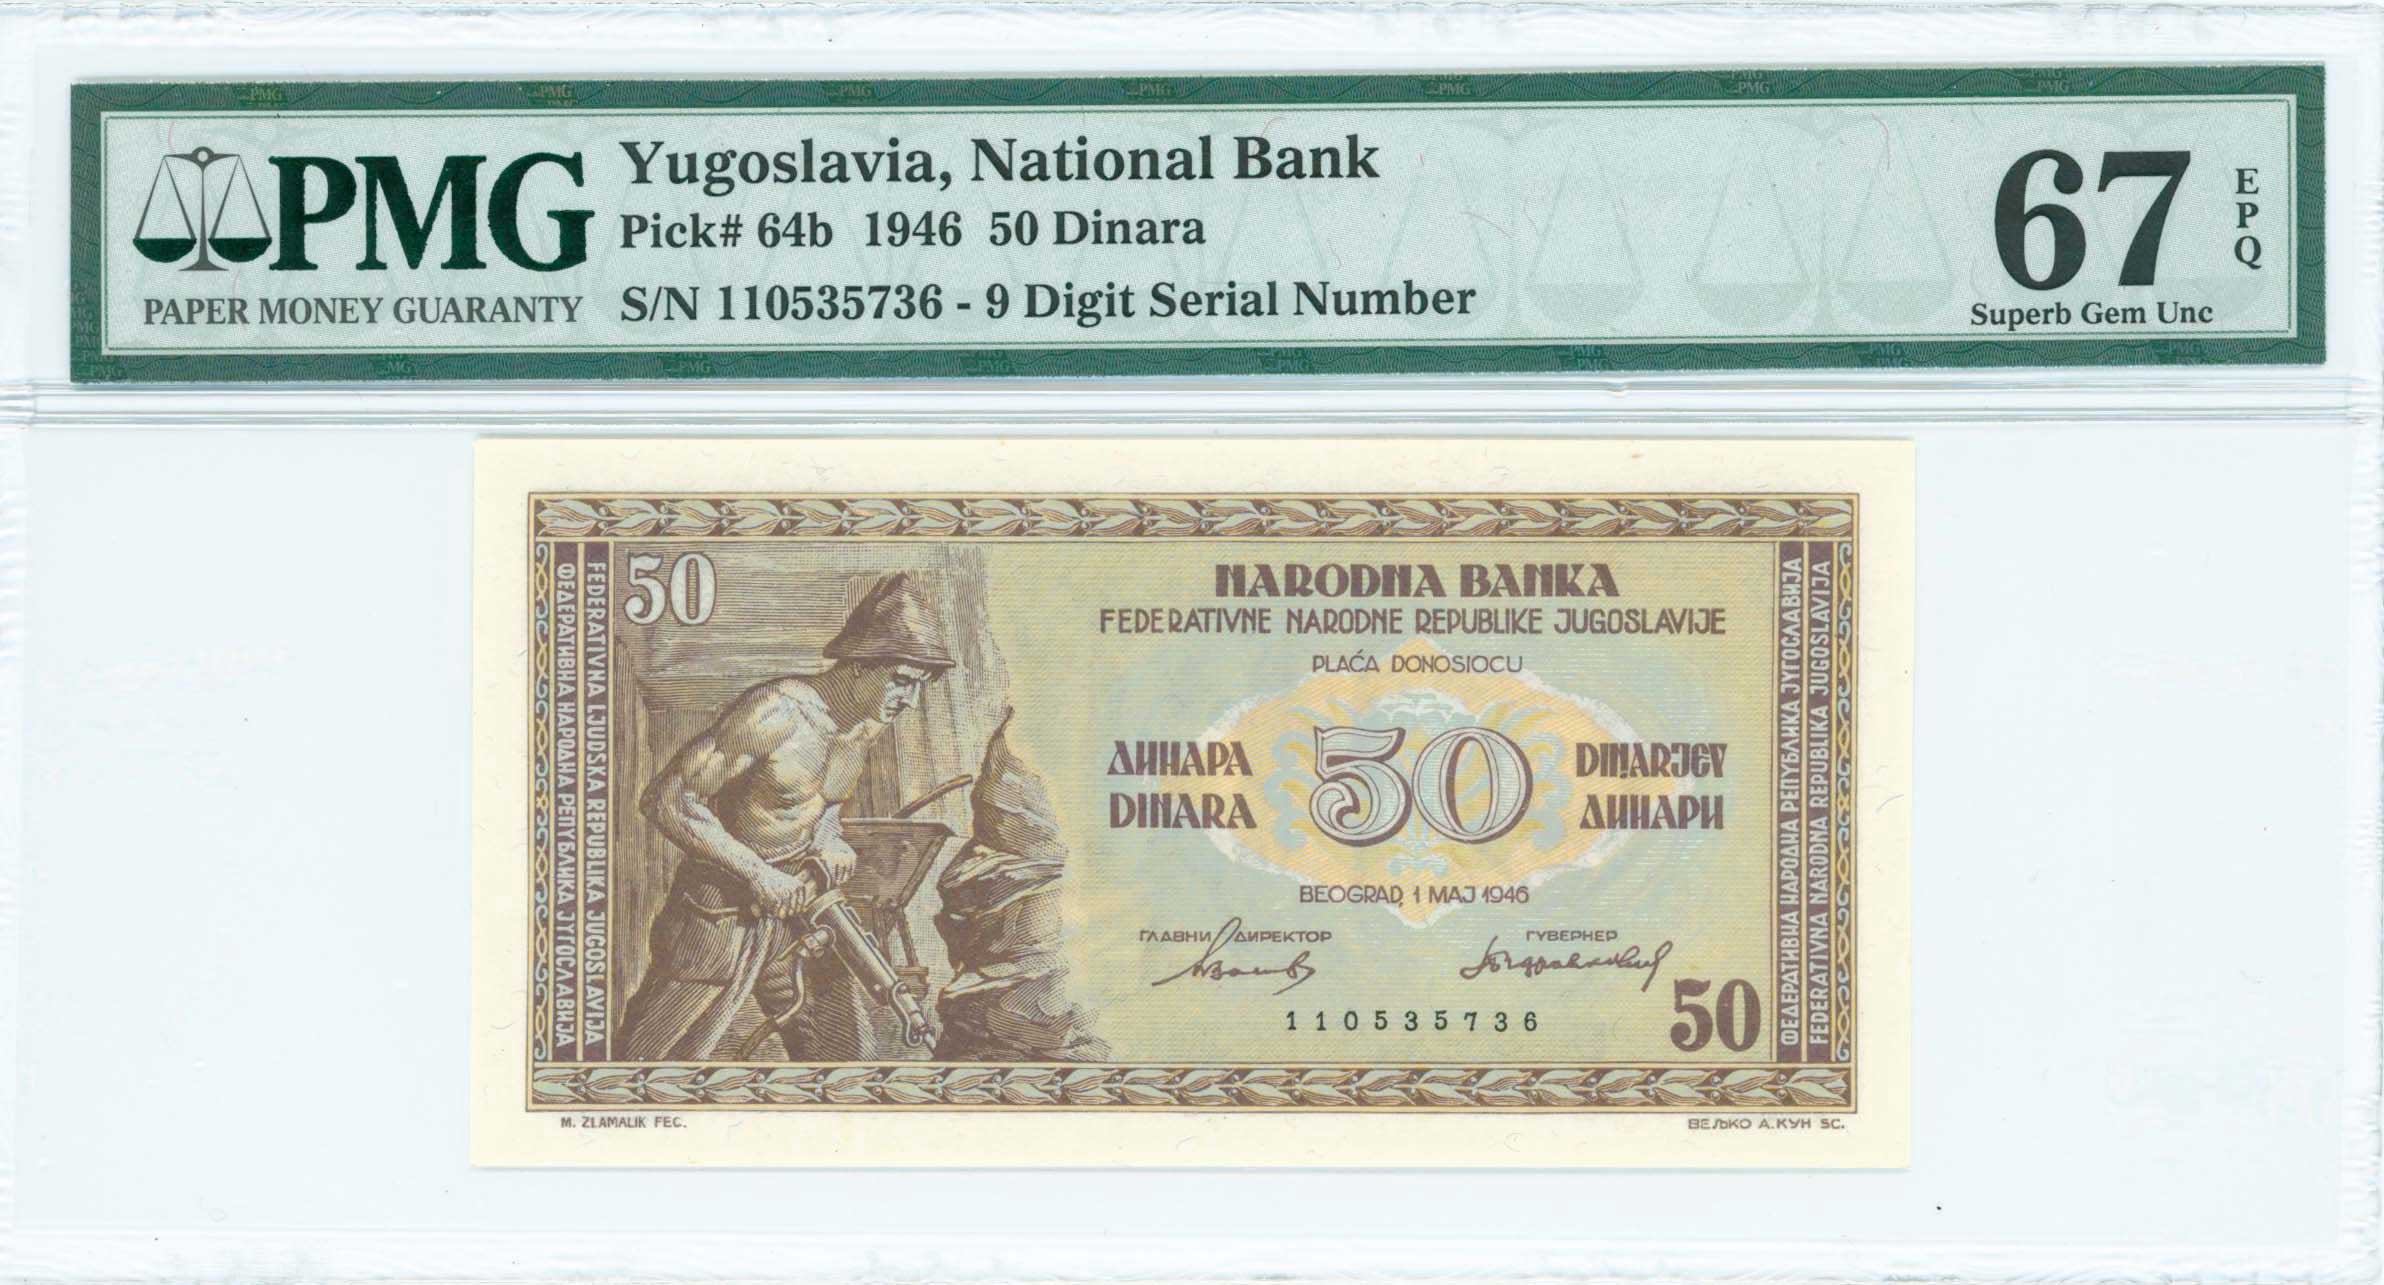 PMG
PAPER MONEY GUARANTY
Yugoslavia, National Bank
Pick# 64b 1946 50 Dinara
S/N 110535736 - 9 Digit Serial Number
67
EPQ
Superb Gem Unc
50
ФЕДЕРАТИВНА НАРОДНА РЕПУБЛИКА ЈУГОСЛАВИЈА
FEDERATIVNA LJUDSKA REPUBLIKA JUGOSLAVIJA
NARODNA BANKA
FEDERATIVNE NARODNE REPUBLIKE JUGOSLAVIJE
PLAĆA DONOSIOCU
ДИНАРА 50 DINARJEV
DINARA ДИНАРИ
BEOGRAD, 1 MAJ 1946
ГЛАВНИ ДИРЕКТОР ГУВЕРНЕР
110535736
50
ФЕДЕРАТИВНА НАРОДНА РЕПУБЛИКА ЈУГОСЛАВИЈА
FEDERATIVNA NARODNA REPUBLIKA JUGOSLAVIJA
M. ZLAMALIK FEC.
ВЕЉКО А. КУН SC.